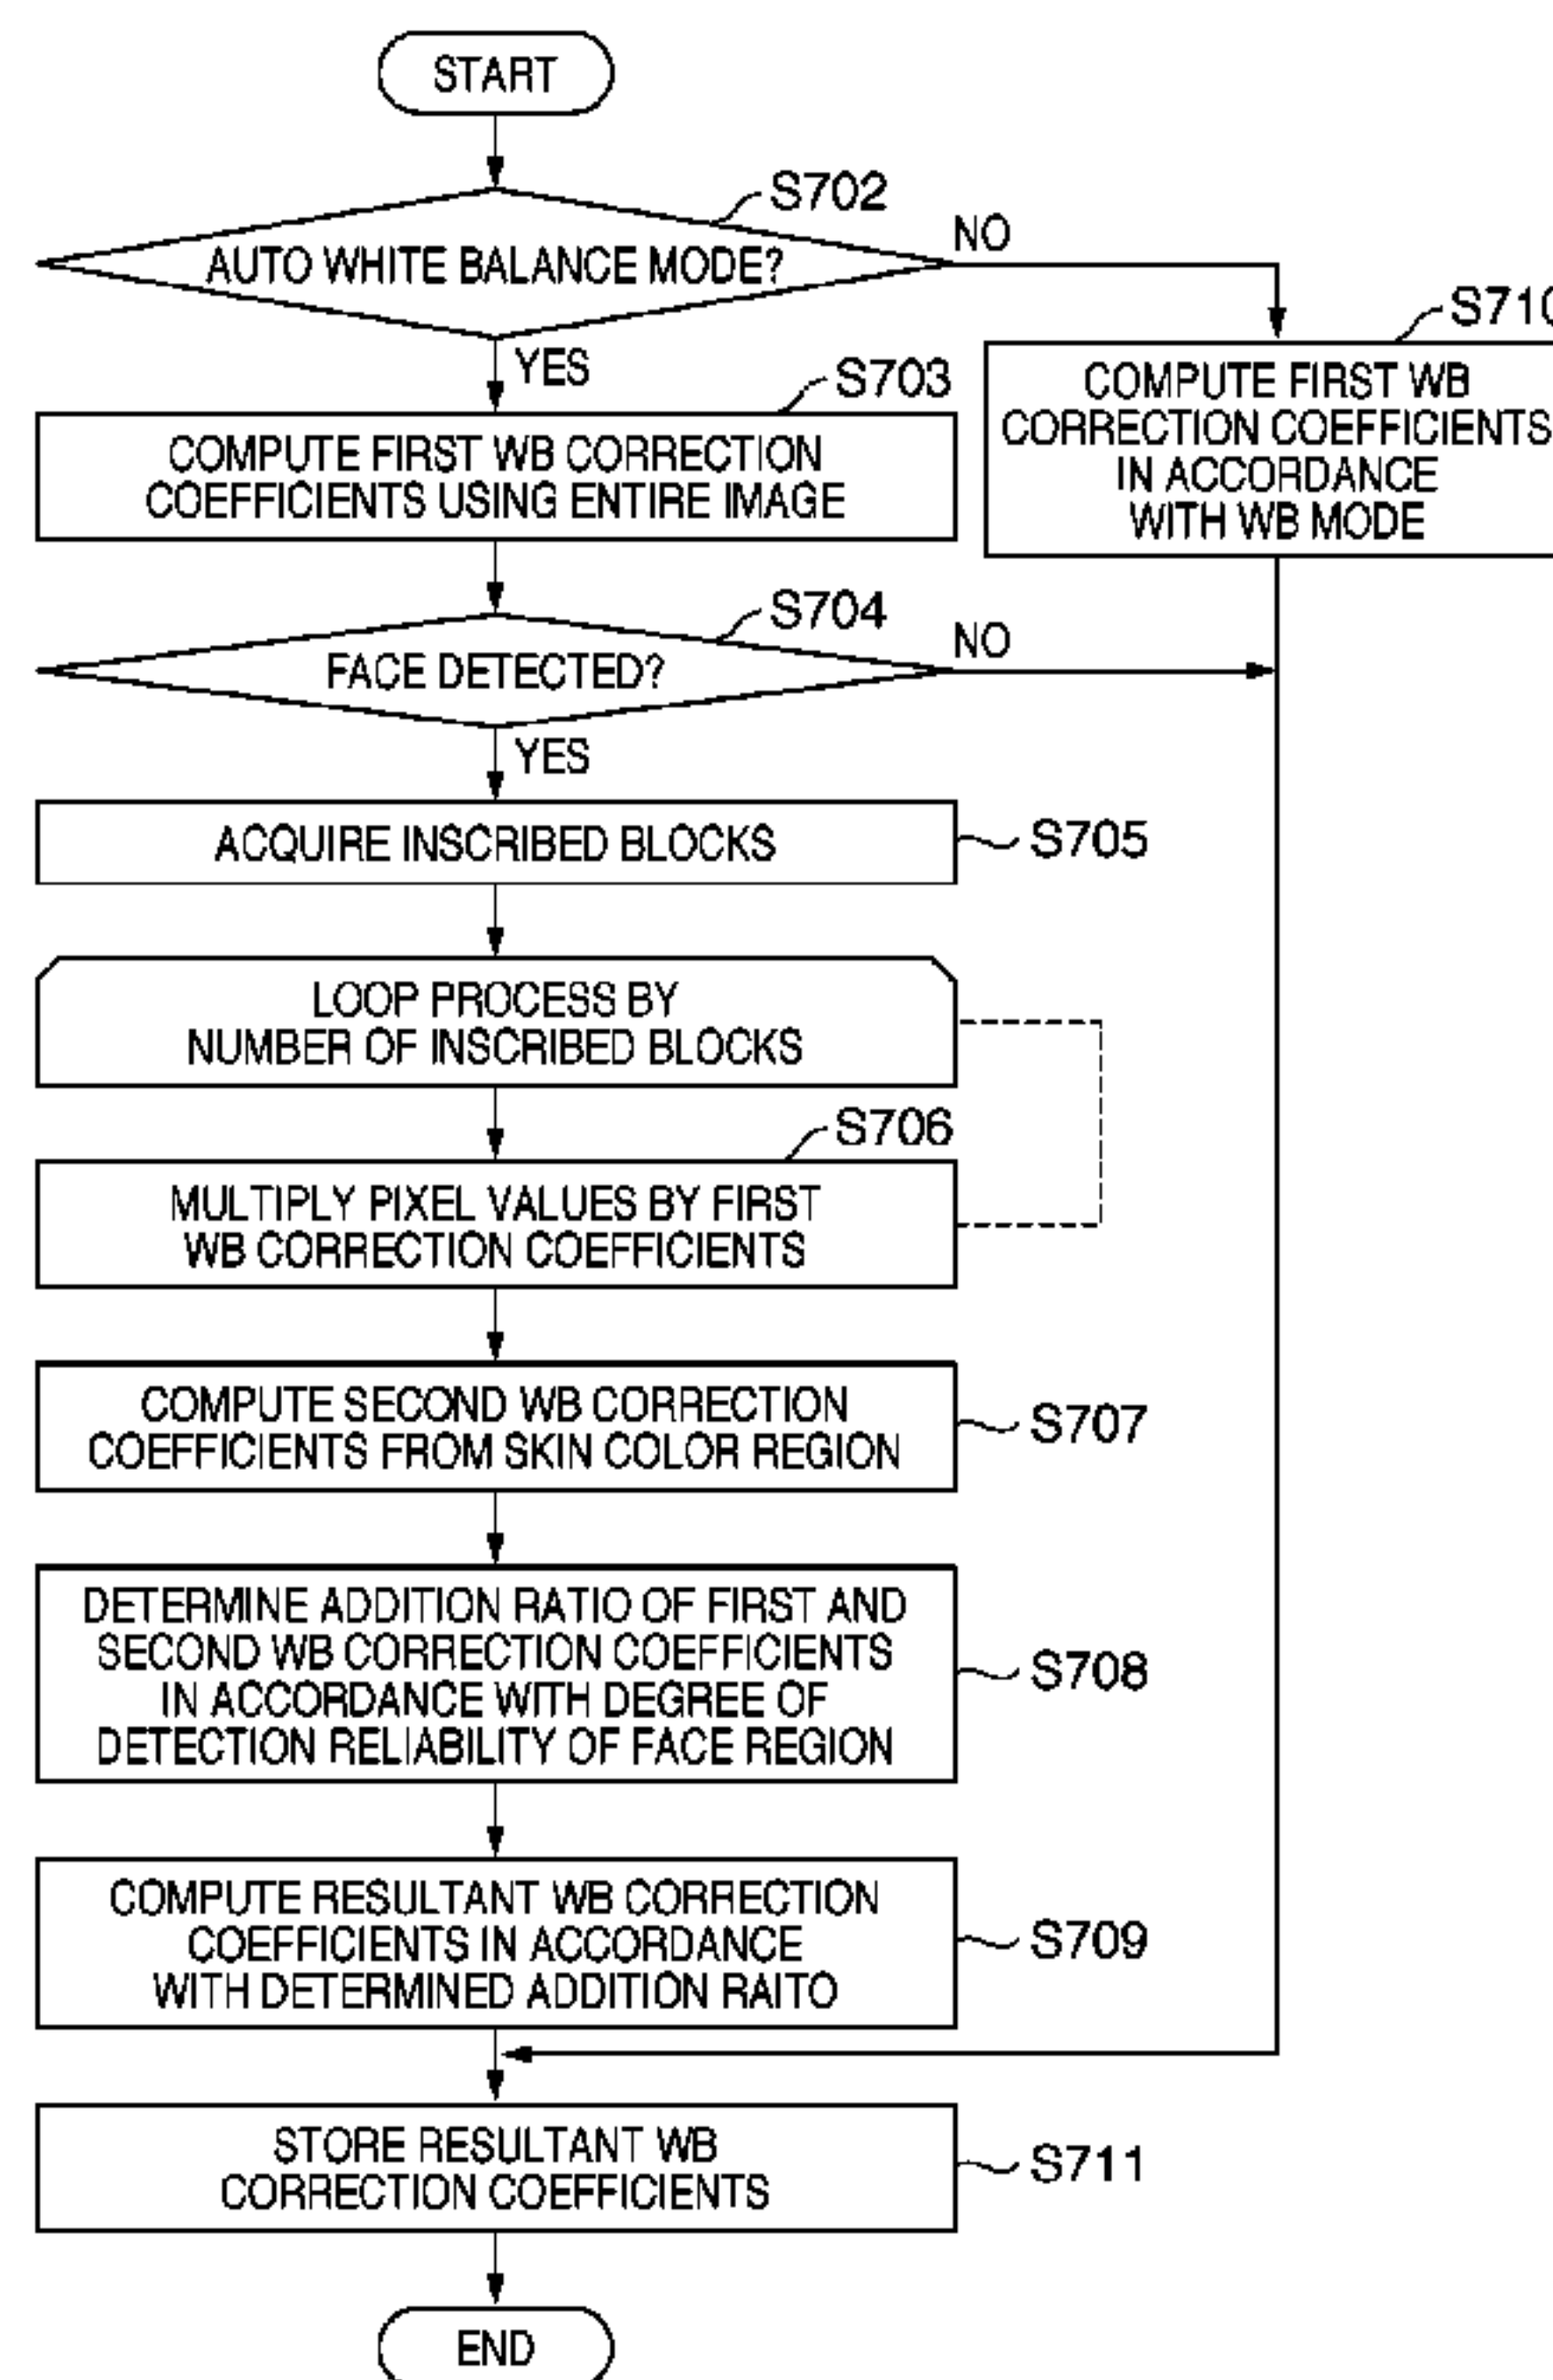 START
S702
AUTO WHITE BALANCE MODE?
NO
YES
S710
COMPUTE FIRST WB
CORRECTION COEFFICIENTS
IN ACCORDANCE
WITH WB MODE
S703
COMPUTE FIRST WB CORRECTION
COEFFICIENTS USING ENTIRE IMAGE
S704
FACE DETECTED?
NO
YES
ACQUIRE INSCRIBED BLOCKS
S705
LOOP PROCESS BY
NUMBER OF INSCRIBED BLOCKS
S706
MULTIPLY PIXEL VALUES BY FIRST
WB CORRECTION COEFFICIENTS
COMPUTE SECOND WB CORRECTION
COEFFICIENTS FROM SKIN COLOR REGION
S707
DETERMINE ADDITION RATIO OF FIRST AND
SECOND WB CORRECTION COEFFICIENTS
IN ACCORDANCE WITH DEGREE OF
DETECTION RELIABILITY OF FACE REGION
S708
COMPUTE RESULTANT WB CORRECTION
COEFFICIENTS IN ACCORDANCE
WITH DETERMINED ADDITION RAITO
S709
STORE RESULTANT WB
CORRECTION COEFFICIENTS
S711
END